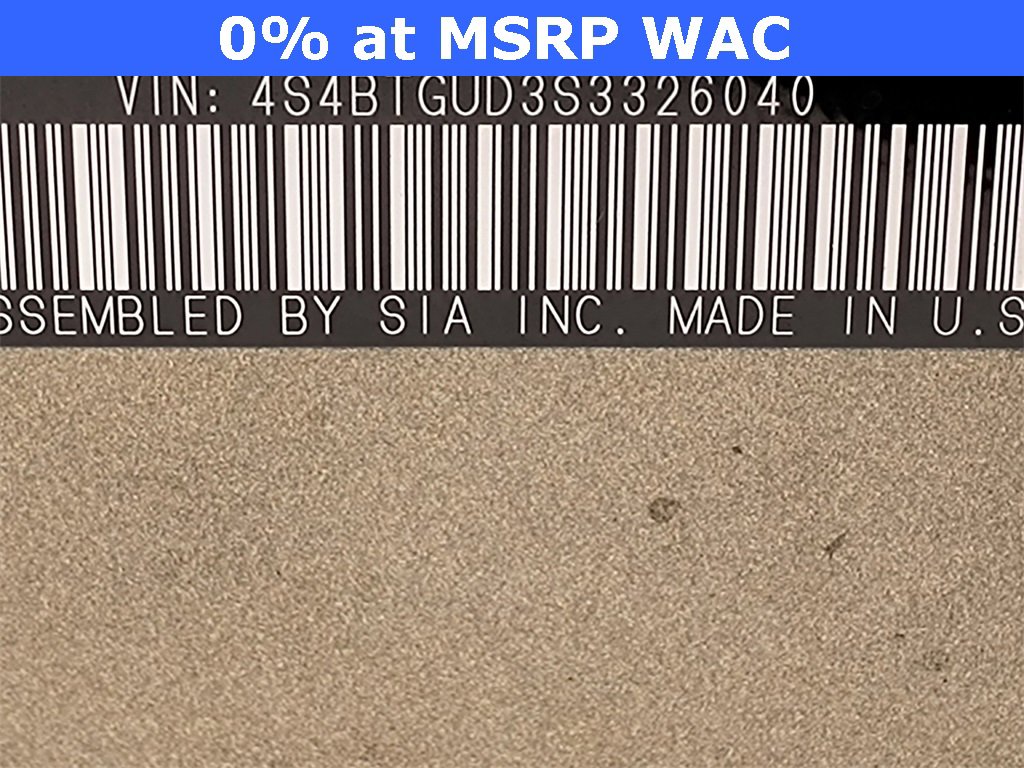 0% at MSRP WAC
VIN: 4S4BTGUD3S3326040
SSEMBLED BY SIA INC. MADE IN U.S